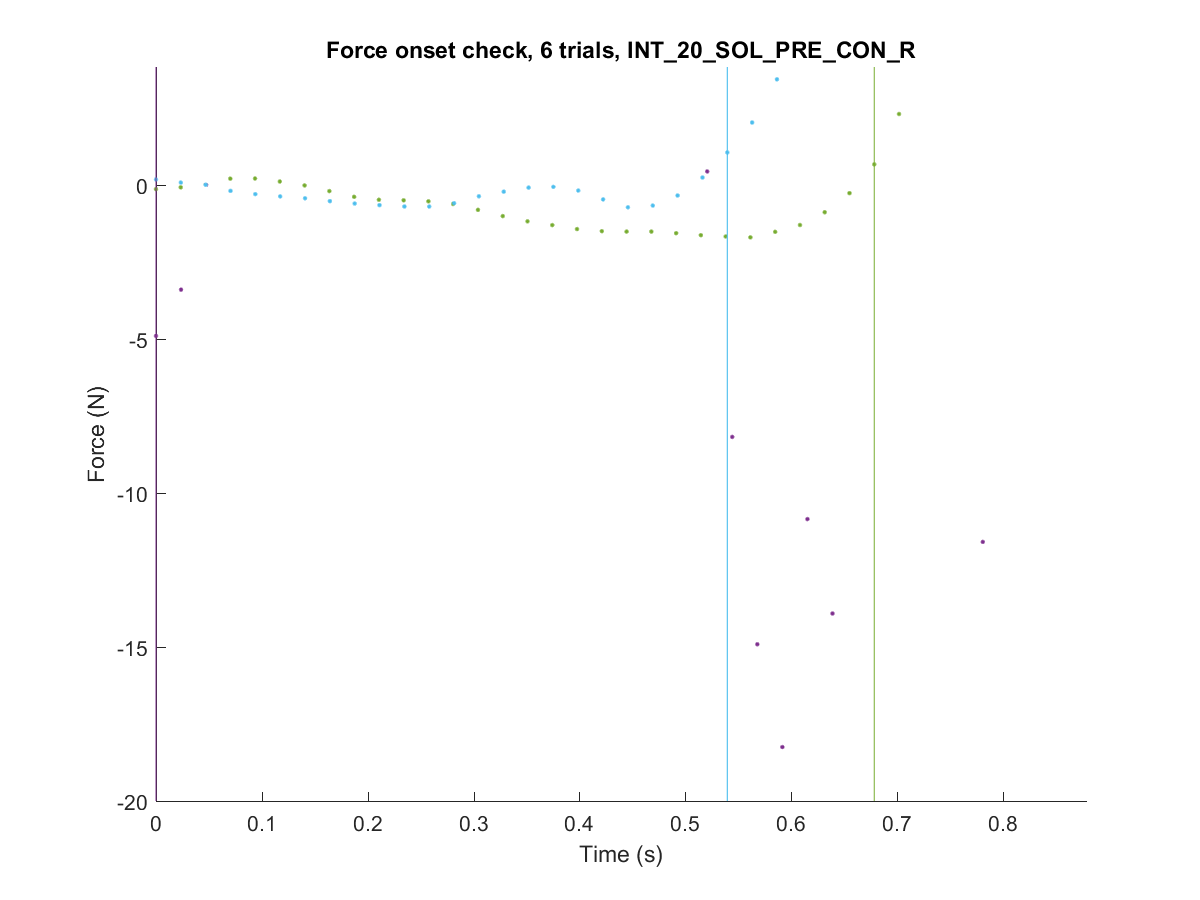 Force onset check, 6 trials, INT_20_SOL_PRE_CON_R
0
-5
-10
-15
-20
Force (N)
0 0.1 0.2 0.3 0.4 0.5 0.6 0.7 0.8
Time (s)